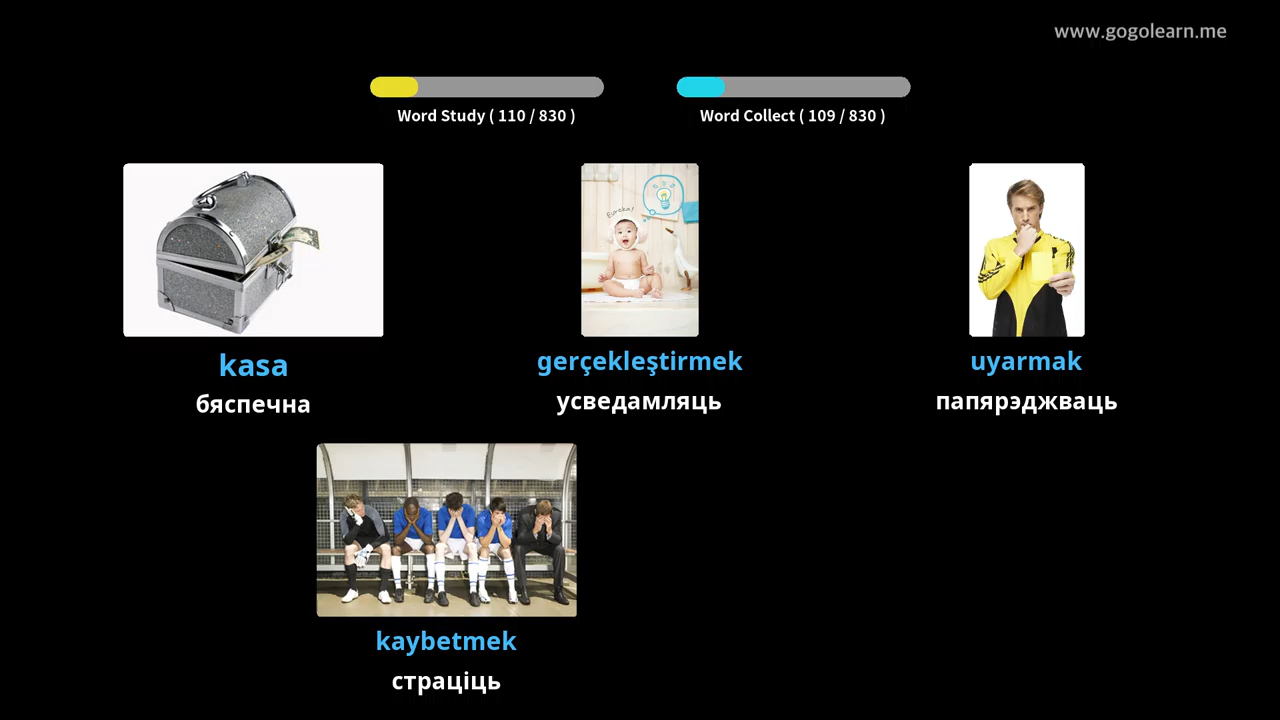 www.gogolearn.me
Word Study ( 110 / 830 )
Word Collect ( 109 / 830 )
Eureka!
kasa
бяспечна
gerçekleştirmek
усведамляць
uyarmak
папярэджваць
kaybetmek
страціць